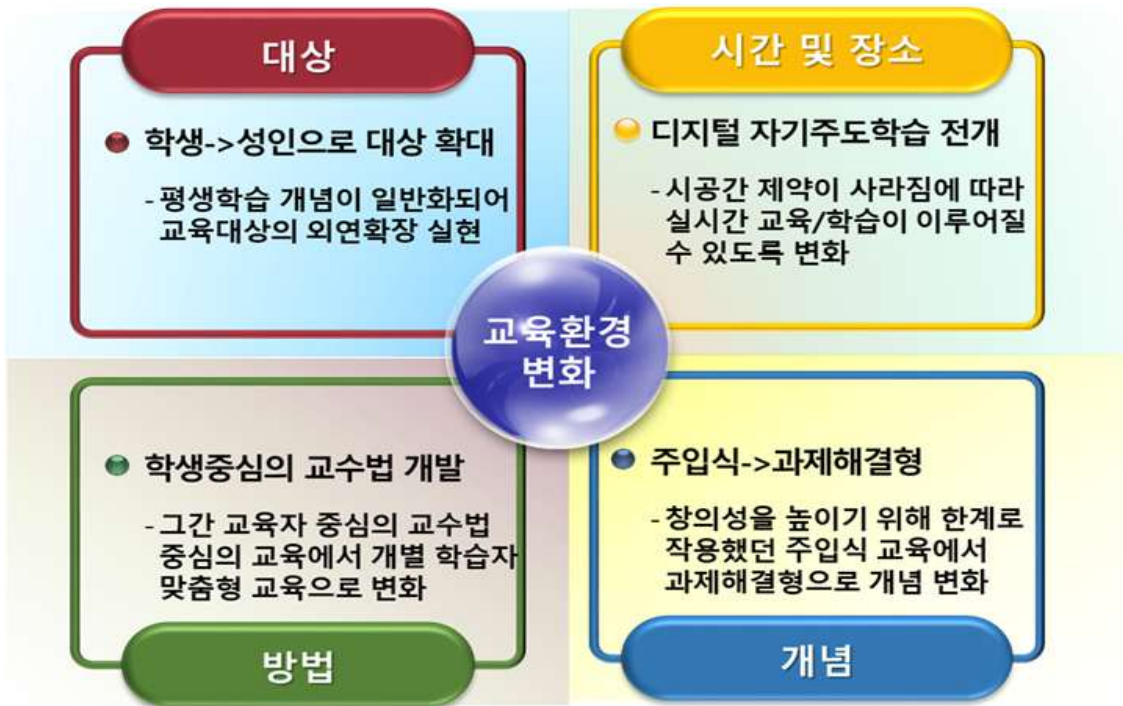 대상
학생->성인으로 대상 확대
-평생학습 개념이 일반화되어
교육대상의 외연확장 실현
시간 및 장소
디지털 자기주도학습 전개
-시공간 제약이 사라짐에 따라
실시간 교육/학습이 이루어질
수 있도록 변화
교육환경
변화
학생중심의 교수법 개발
-그간 교육자 중심의 교수법
중심의 교육에서 개별 학습자
맞춤형 교육으로 변화
방법
주입식->과제해결형
-창의성을 높이기 위해 한계로
작용했던 주입식 교육에서
과제해결형으로 개념 변화
개념